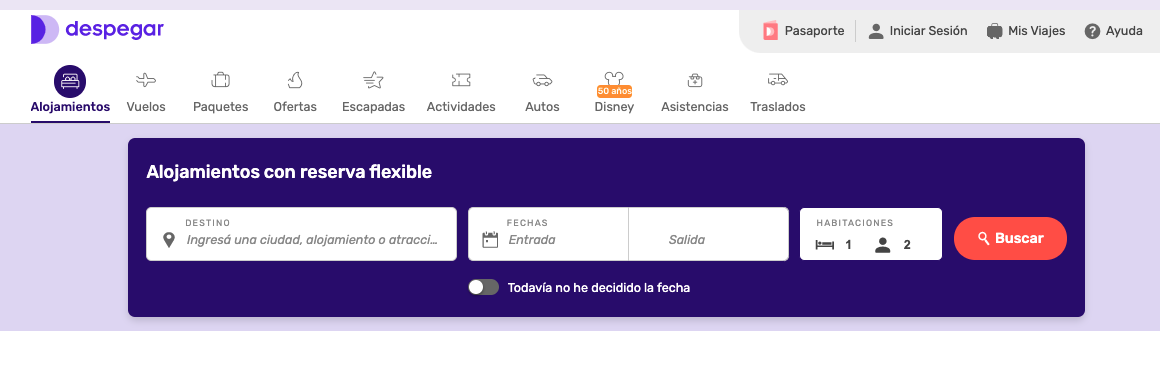 despegar
Pasaporte Iniciar Sesión Mis Viajes Ayuda
50 años
Alojamientos Vuelos Paquetes Ofertas Escapadas Actividades Autos Disney Asistencias Traslados
Alojamientos con reserva flexible
DESTINO FECHAS HABITACIONES
Ingresá una ciudad, alojamiento o atracci... Entrada Salida 1 2 Buscar
Todavía no he decidido la fecha